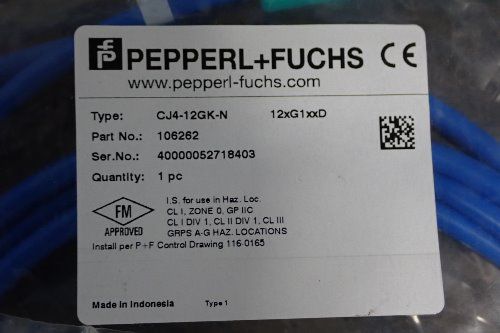 PEPPERL+FUCHS CE
www.pepperl-fuchs.com
Type: CJ4-12GK-N 12xG1xxD
Part No.: 106262
Ser.No.: 40000052718403
Quantity: 1 pc
FM
APPROVED
I.S. for use in Haz. Loc.
CL I, ZONE 0, GP IIC
CL I DIV 1, CL II DIV 1, CL III
GRPS A-G HAZ. LOCATIONS
Install per P+F Control Drawing 116-0165
Made in Indonesia Type 1